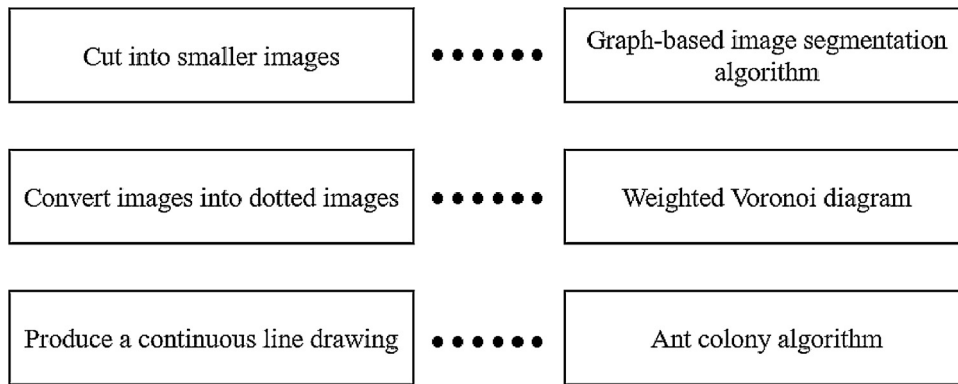 Cut into smaller images
Graph-based image segmentation
algorithm
Convert images into dotted images
Weighted Voronoi diagram
Produce a continuous line drawing
Ant colony algorithm